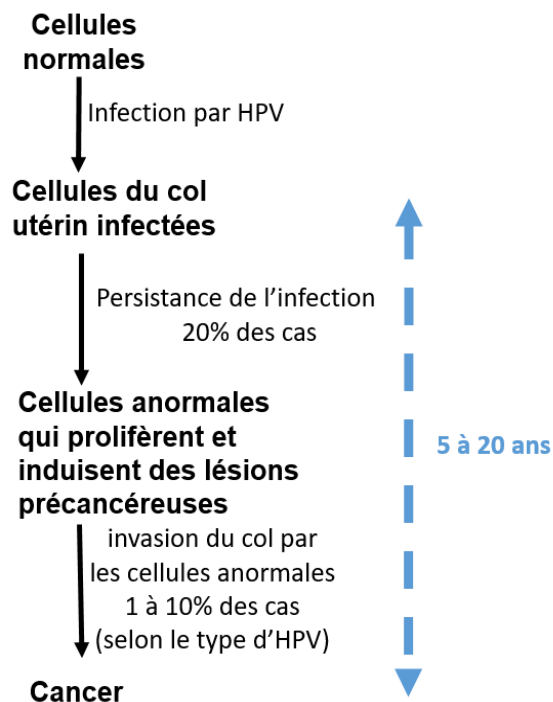 Cellules
normales
Infection par HPV
Cellules du col
utérin infectées
Persistance de l’infection
20% des cas
Cellules anormales
qui prolifèrent et
induisent des lésions
précancéreuses
5 à 20 ans
invasion du col par
les cellules anormales
1 à 10% des cas
(selon le type d’HPV)
Cancer